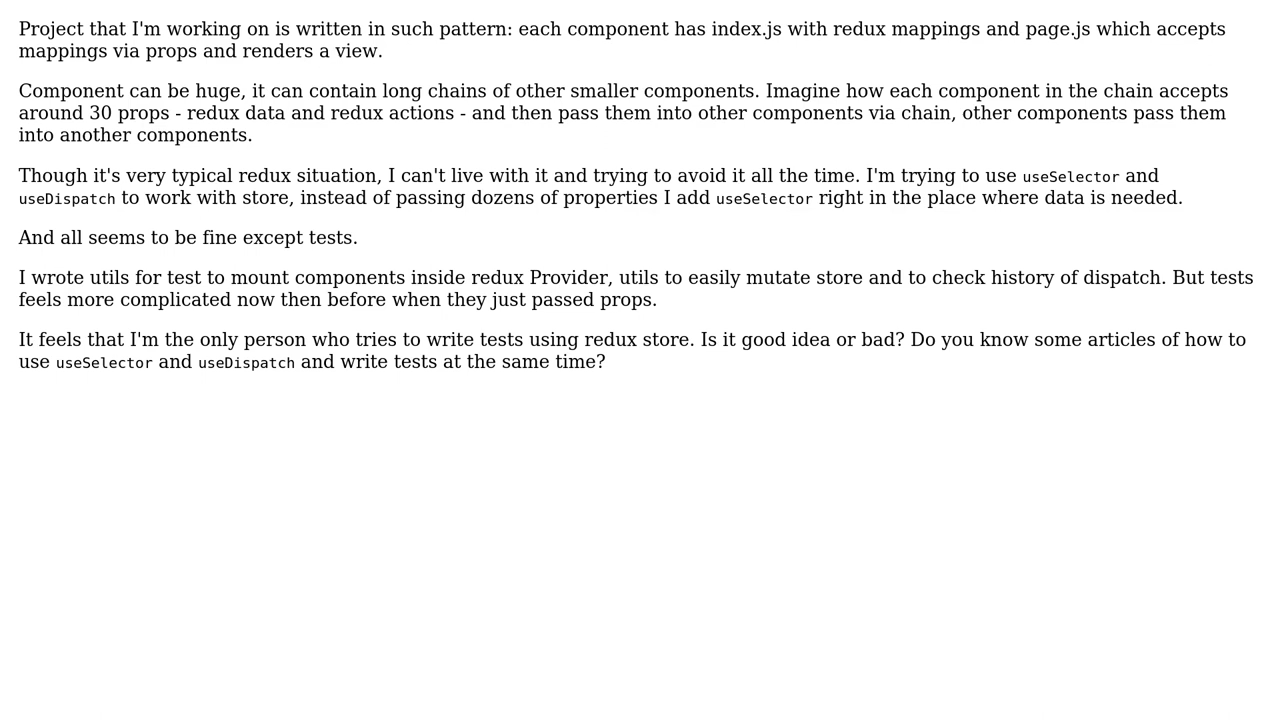 Project that I'm working on is written in such pattern: each component has index.js with redux mappings and page.js which accepts
mappings via props and renders a view.
Component can be huge, it can contain long chains of other smaller components. Imagine how each component in the chain accepts
around 30 props - redux data and redux actions - and then pass them into other components via chain, other components pass them
into another components.
Though it's very typical redux situation, I can't live with it and trying to avoid it all the time. I'm trying to use useSelector and
useDispatch to work with store, instead of passing dozens of properties I add useSelector right in the place where data is needed.
And all seems to be fine except tests.
I wrote utils for test to mount components inside redux Provider, utils to easily mutate store and to check history of dispatch. But tests
feels more complicated now then before when they just passed props.
It feels that I'm the only person who tries to write tests using redux store. Is it good idea or bad? Do you know some articles of how to
use useSelector and useDispatch and write tests at the same time?